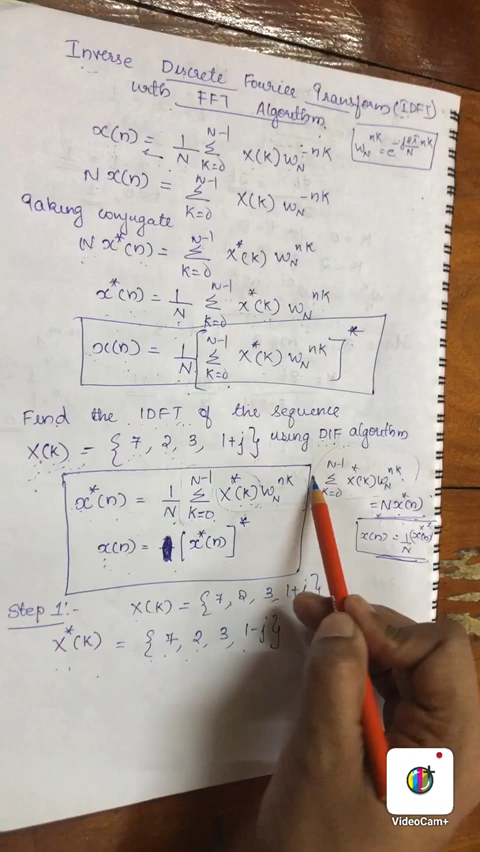 Inverse Discrete Fourier Transform (IDFT)
with FFT Algorithm
x(n) = 1/N Σ_{K=0}^{N-1} X(K) W_N^{-nK}
W_N^{nK} = e^{-j2π/N nK}
N x(n) = Σ_{K=0}^{N-1} X(K) W_N^{-nK}
Taking conjugate
N x*(n) = Σ_{K=0}^{N-1} X*(K) W_N^{nK}
x*(n) = 1/N Σ_{K=0}^{N-1} X*(K) W_N^{nK}
x(n) = 1/N [Σ_{K=0}^{N-1} X*(K) W_N^{nK}]*
Find the IDFT of the sequence
X(K) = {7, 2, 3, 1+j} using DIF algorithm
x*(n) = 1/N Σ_{K=0}^{N-1} (X*(K) W_N^{nK}
x(n) = [x*(n)]*
Σ_{K=0}^{N-1} X*(K) W_N^{nK}
= N x*(n)
Step 1:- X(K) = {7, 2, 3, 1+j}
X*(K) = {7, 2, 3, 1-j}
VideoCam+